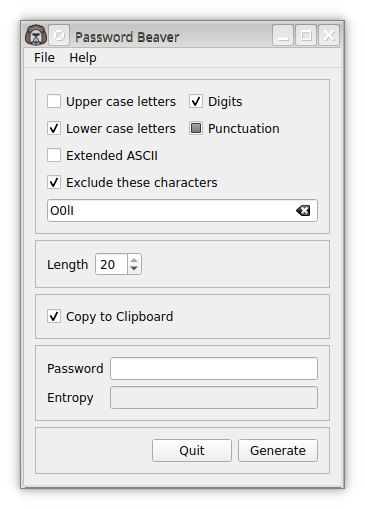 Password Beaver
File Help
Upper case letters Digits
Lower case letters Punctuation
Extended ASCII
Exclude these characters
O0lI
Length 20
Copy to Clipboard
Password
Entropy
Quit Generate